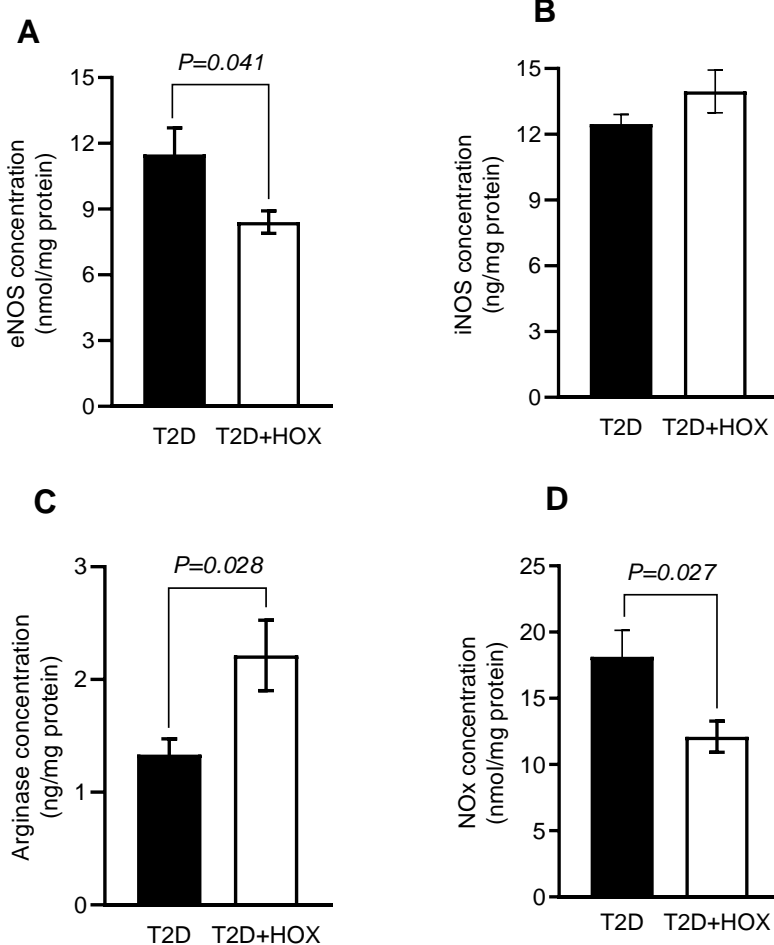 A
P=0.041
eNOS concentration
(nmol/mg protein)
15
12
9
6
3
0
T2D T2D+HOX
B
iNOS concentration
(ng/mg protein)
15
12
9
6
3
0
T2D T2D+HOX
C
P=0.028
Arginase concentration
(ng/mg protein)
3
2
1
0
T2D T2D+HOX
D
P=0.027
NOx concentration
(nmol/mg protein)
25
20
15
10
5
0
T2D T2D+HOX